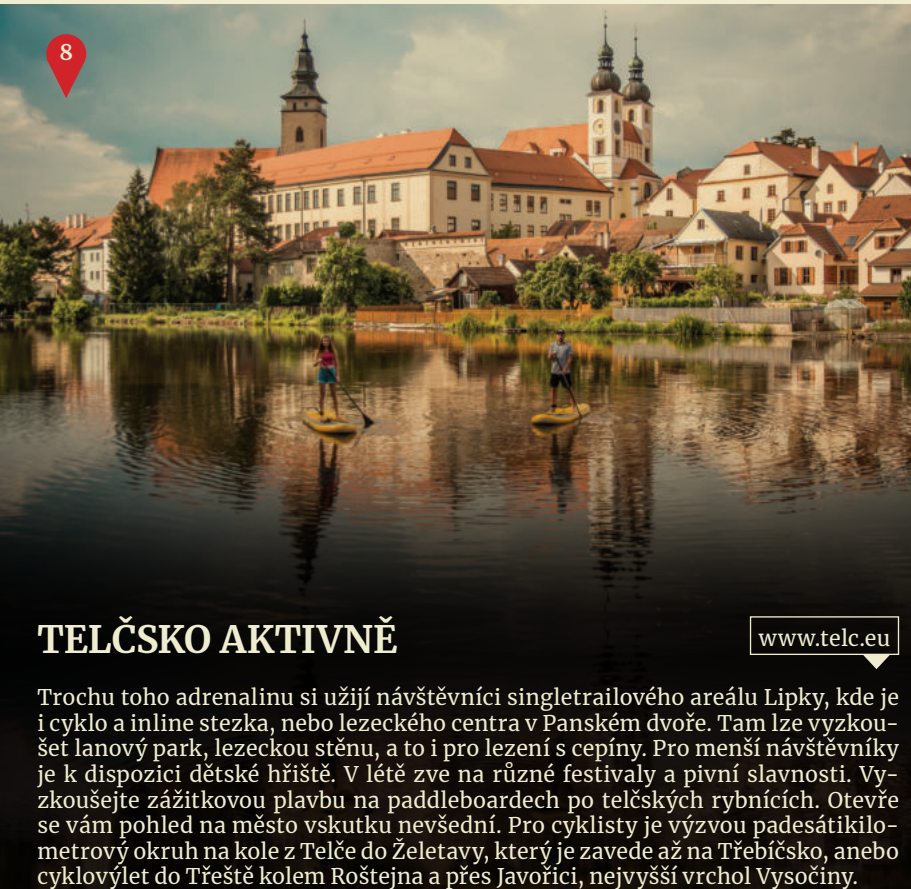 8
TELČSKO AKTIVNĚ
www.telc.eu
Trochu toho adrenalinu si užijí návštěvníci singletrailového areálu Lipky, kde je
i cyklo a inline stezka, nebo lezeckého centra v Panském dvoře. Tam lze vyzkou-
šet lanový park, lezeckou stěnu, a to i pro lezení s cepíny. Pro menší návštěvníky
je k dispozici dětské hřiště. V létě zve na různé festivaly a pivní slavnosti. Vy-
zkoušejte zážitkovou plavbu na paddleboardech po telčských rybnících. Otevře
se vám pohled na město vskutku nevšední. Pro cyklisty je výzvou padesátikilo-
metrový okruh na kole z Telče do Želetavy, který je zavede až na Třebíčsko, anebo
cyklovýlet do Třeště kolem Roštejna a přes Javořici, nejvyšší vrchol Vysočiny.